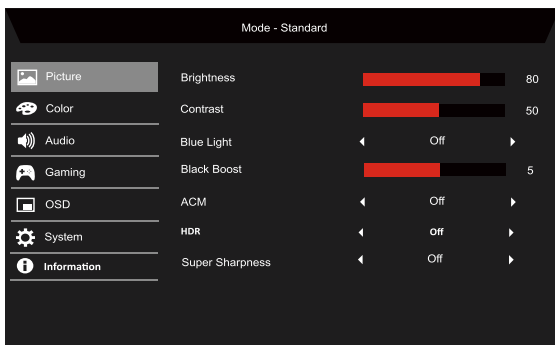 Mode - Standard
Picture
Brightness 80
Color
Contrast 50
Audio
Blue Light Off
Gaming
Black Boost 5
OSD
ACM Off
System
HDR Off
Information
Super Sharpness Off